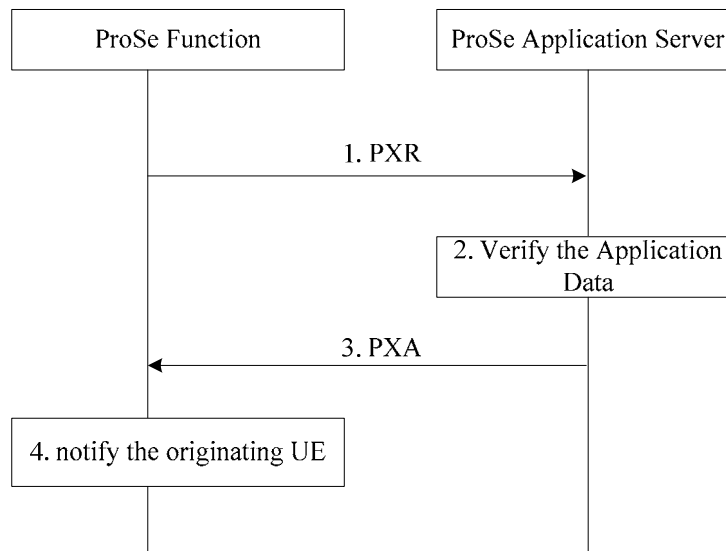 ProSe Function
ProSe Application Server
1. PXR
2. Verify the Application
Data
3. PXA
4. notify the originating UE